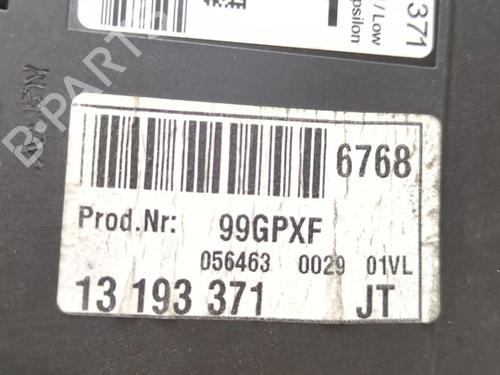 371
/ Low
psilon
6768
Prod.Nr: 99GPXF
056463 0029 01VL
13 193 371 JT
B-PARTS